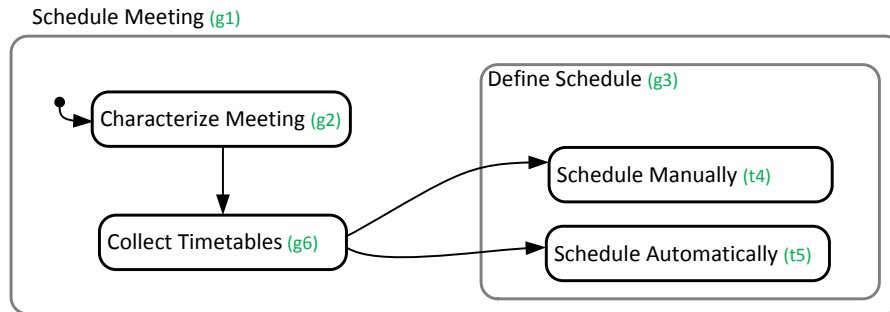 Schedule Meeting (g1)
Define Schedule (g3)
Characterize Meeting (g2)
Schedule Manually (t4)
Collect Timetables (g6)
Schedule Automatically (t5)